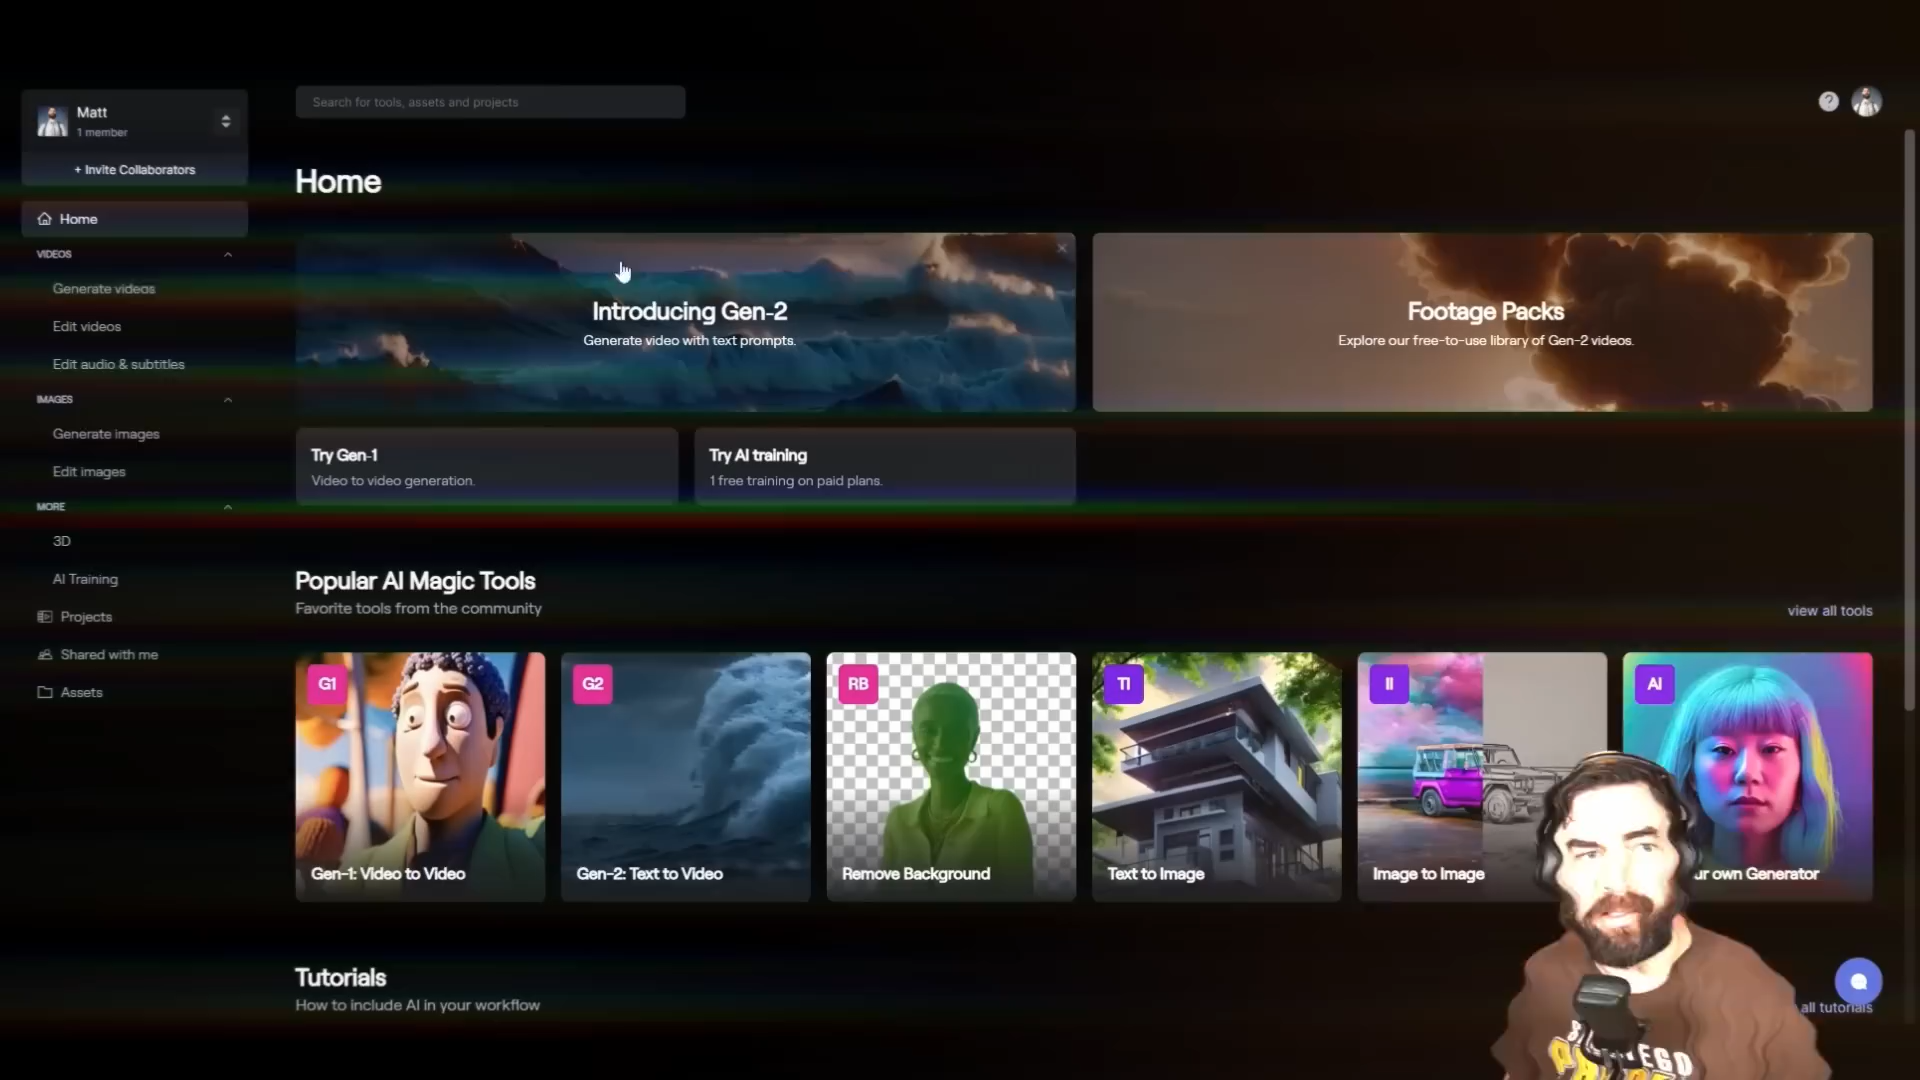 Matt
1 member
+ Invite Collaborators
Home
VIDEOS
Generate videos
Edit videos
Edit audio & subtitles
IMAGES
Generate images
Edit images
MORE
3D
AI Training
Projects
Shared with me
Assets
Search for tools, assets and projects
?
Home
Introducing Gen-2
Generate video with text prompts.
Footage Packs
Explore our free-to-use library of Gen-2 videos.
Try Gen-1
Video to video generation.
Try AI training
1 free training on paid plans.
Popular AI Magic Tools
Favorite tools from the community
view all tools
G1
Gen-1: Video to Video
G2
Gen-2: Text to Video
RB
Remove Background
TI
Text to Image
II
Image to Image
AI
own Generator
Tutorials
How to include AI in your workflow
all tutorials